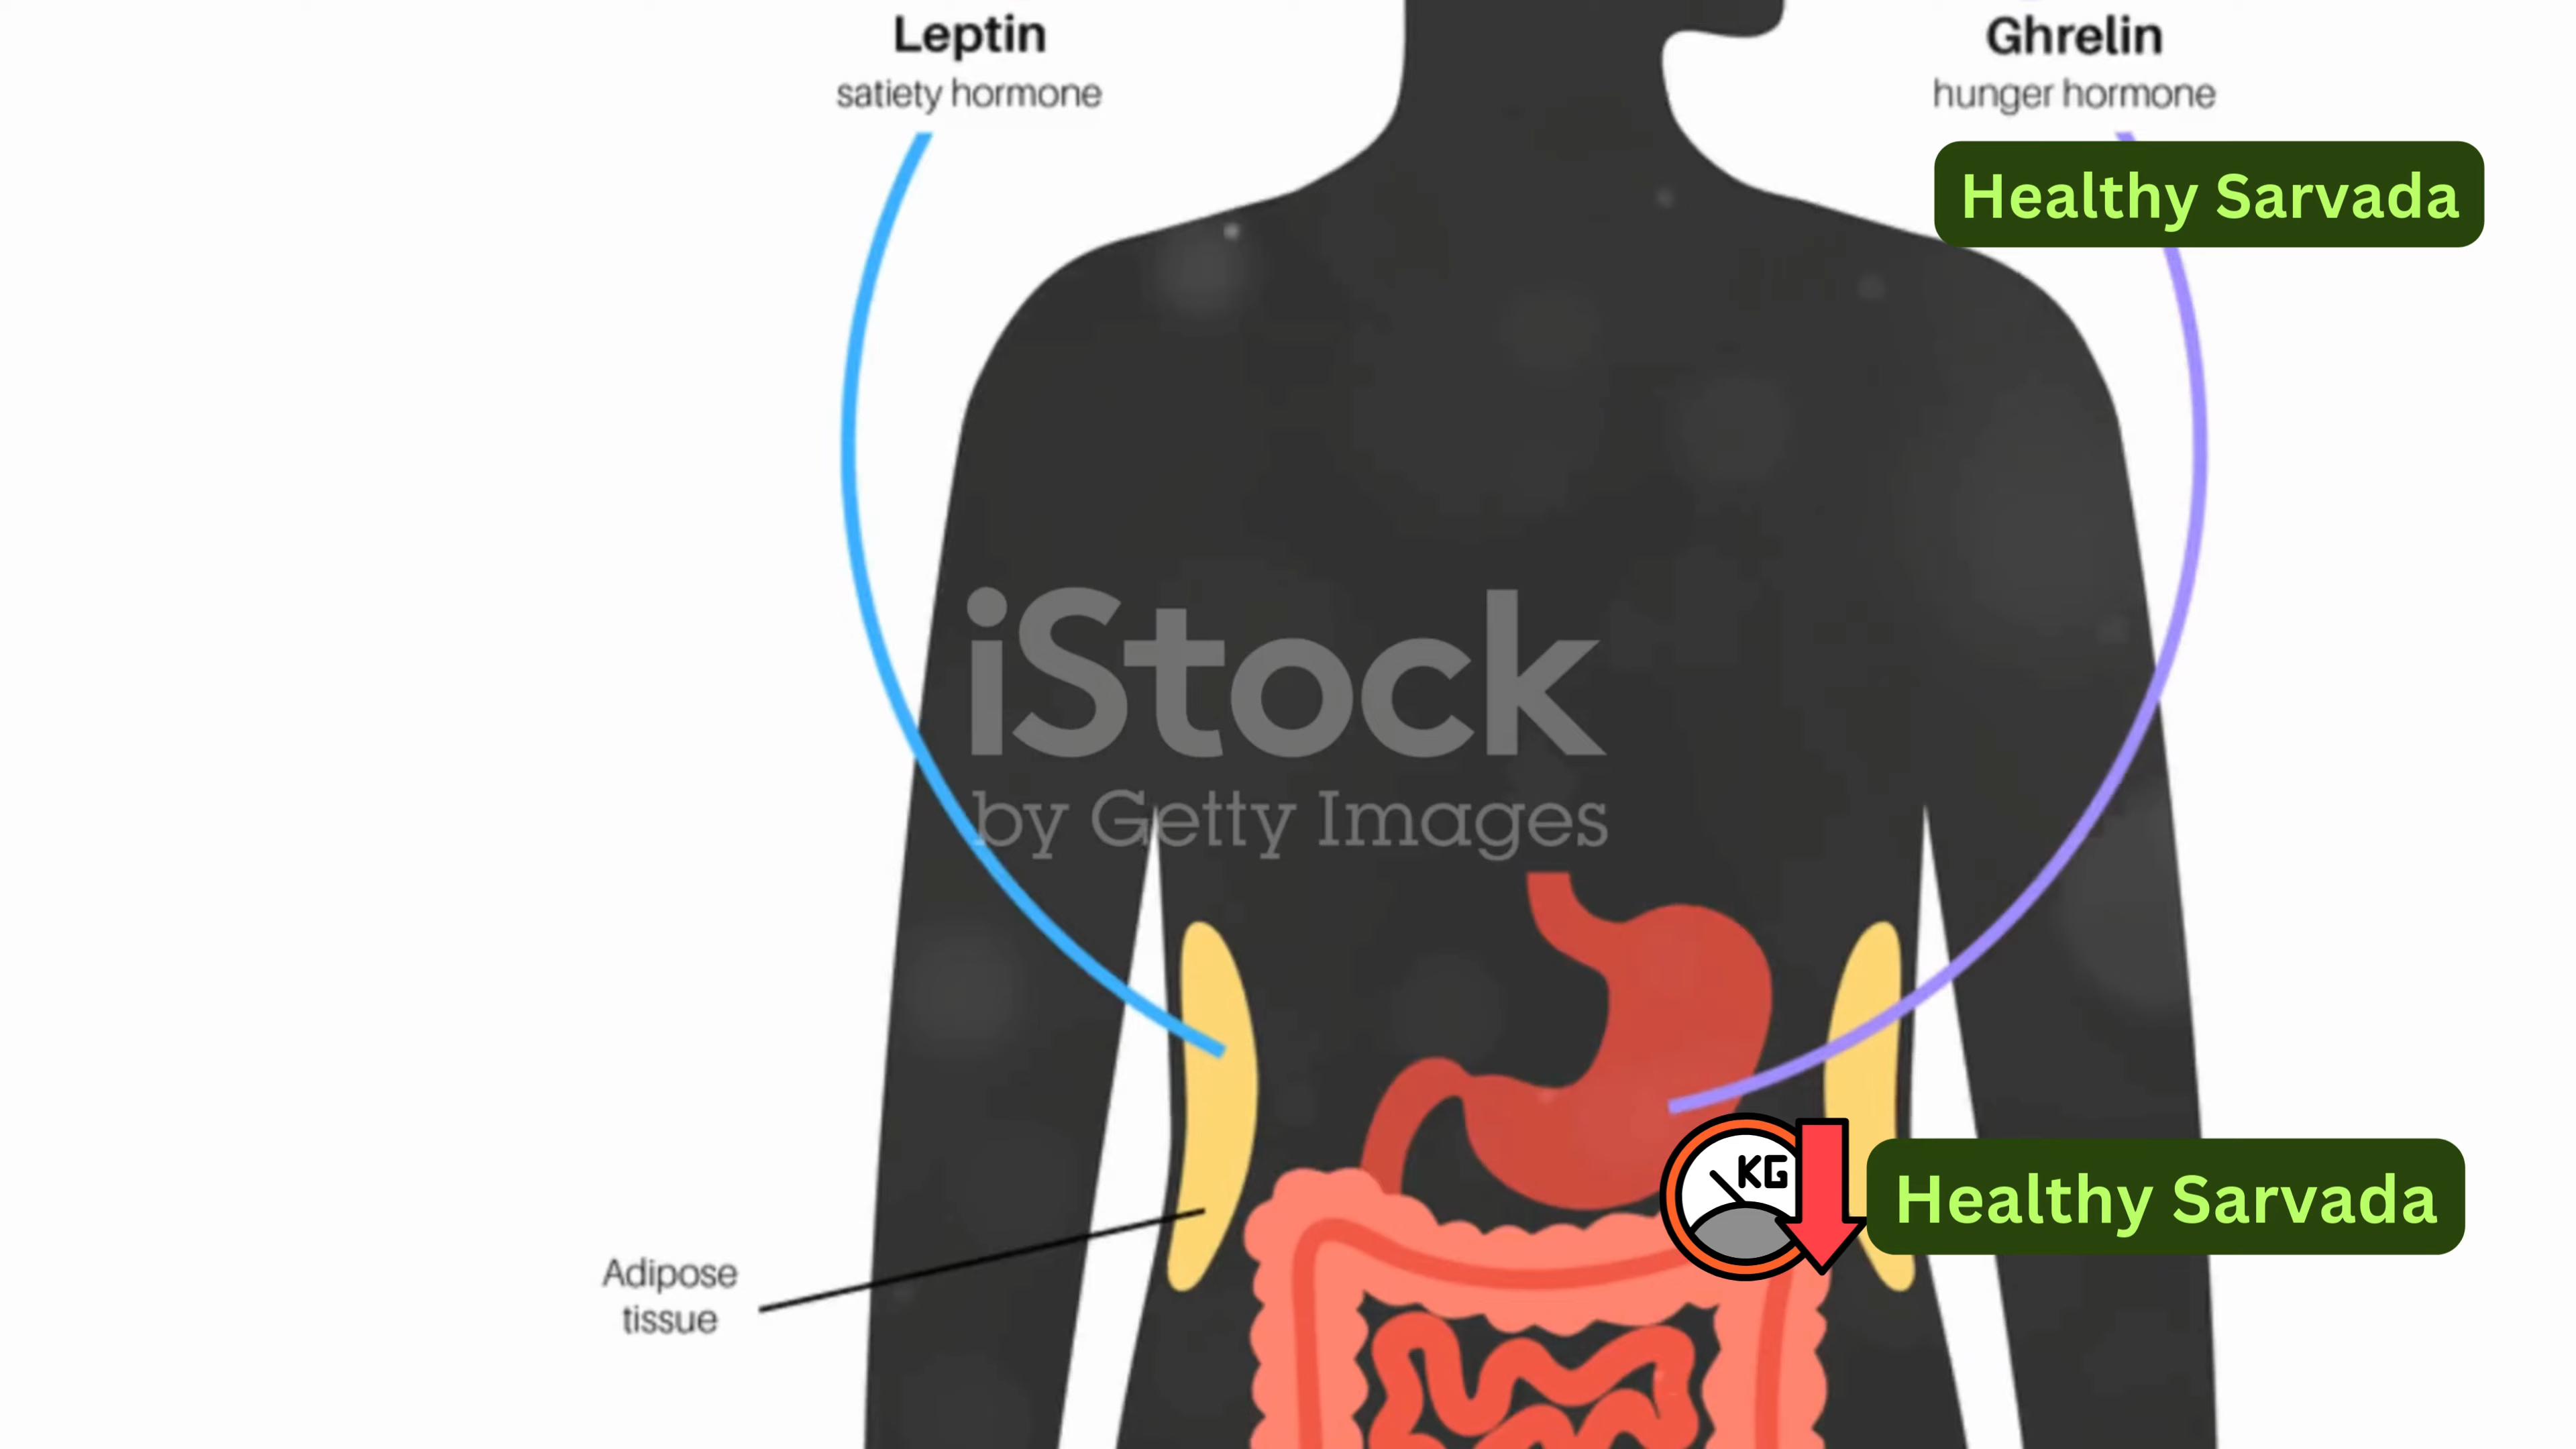 Leptin
satiety hormone
Ghrelin
hunger hormone
Healthy Sarvada
iStock
by Getty Images
KG
Healthy Sarvada
Adipose
tissue